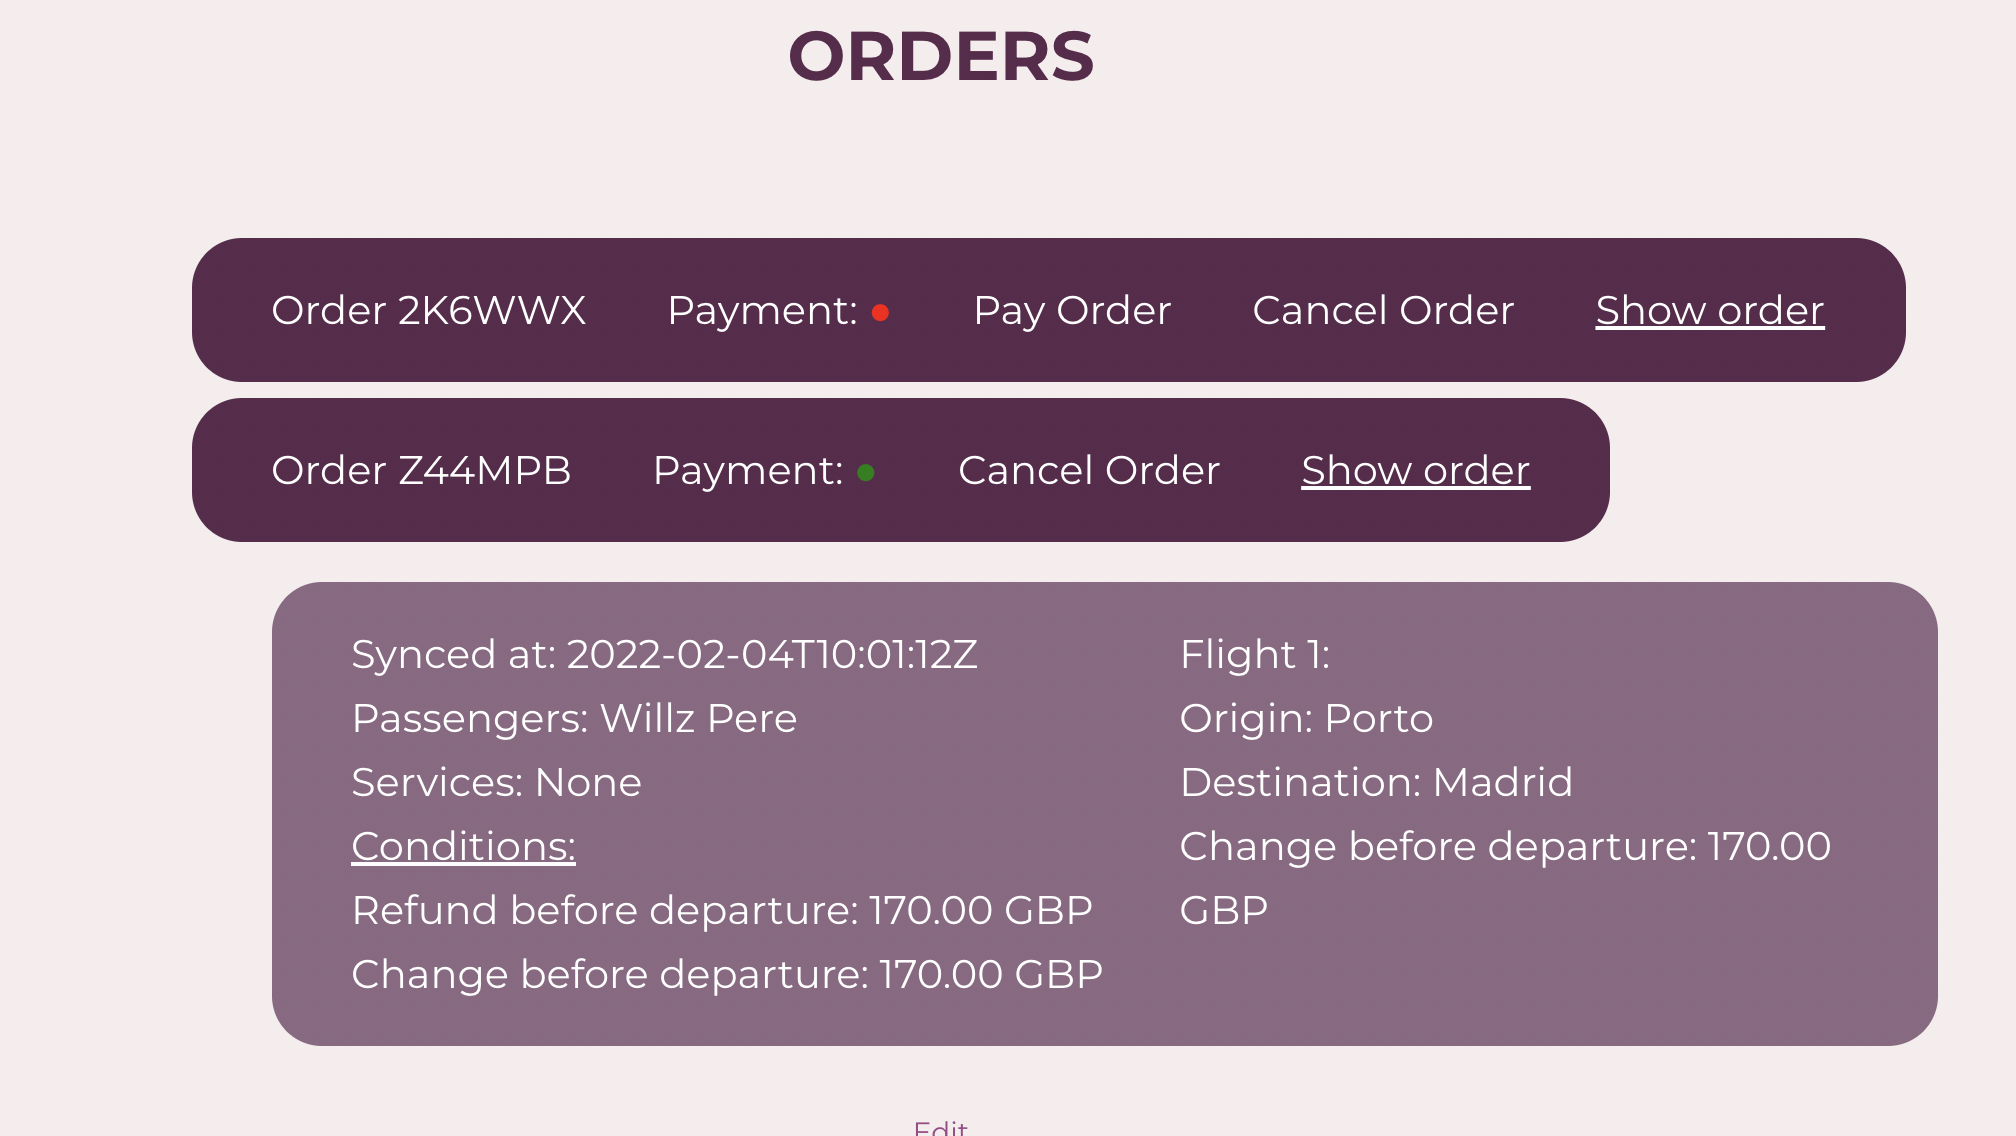 ORDERS
Order 2K6WWX Payment: Pay Order Cancel Order Show order
Order Z44MPB Payment: Cancel Order Show order
Synced at: 2022-02-04T10:01:12Z
Passengers: Willz Pere
Services: None
Conditions:
Refund before departure: 170.00 GBP
Change before departure: 170.00 GBP
Flight 1:
Origin: Porto
Destination: Madrid
Change before departure: 170.00
GBP
Edit